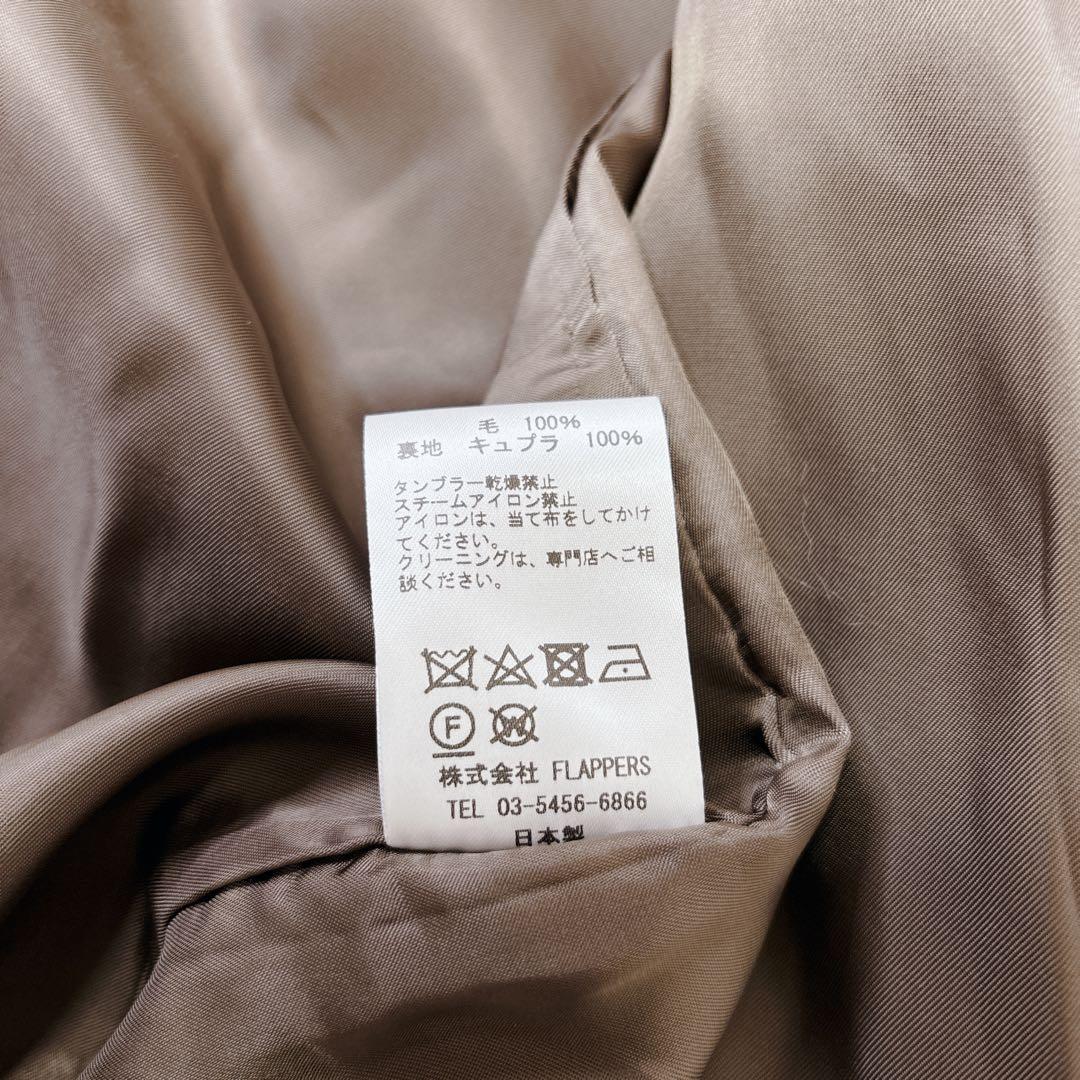 毛 100%
裏地 キュプラ 100%
タンブラー乾燥禁止
スチームアイロン禁止
アイロンは、当て布をしてかけ
てください。
クリーニングは、専門店へご相
談ください。
F W
株式会社 FLAPPERS
TEL 03-5456-6866
日本製